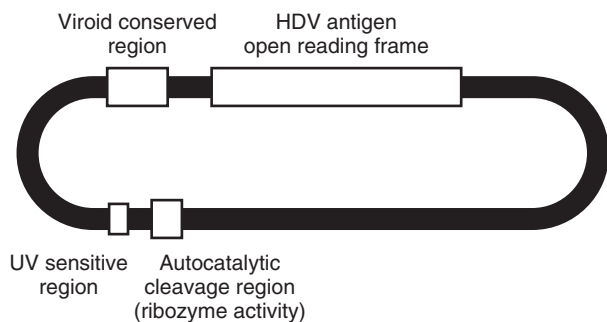 Viroid conserved
region
HDV antigen
open reading frame
UV sensitive
region
Autocatalytic
cleavage region
(ribozyme activity)